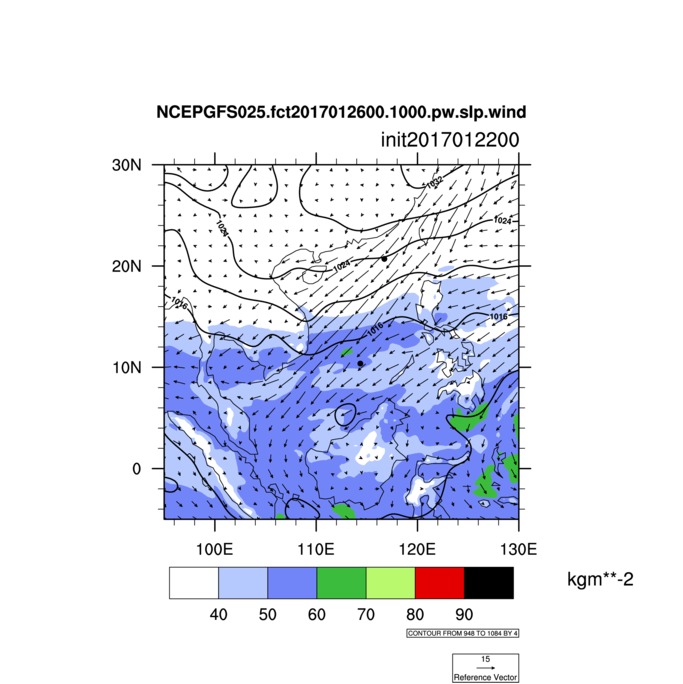 NCEPGFS025.fct2017012600.1000.pw.slp.wind
init2017012200
30N
20N
10N
0
1032
1024
1024
1024
1016
1016
1016
100E 110E 120E 130E
kgm**-2
40 50 60 70 80 90
CONTOUR FROM 948 TO 1084 BY 4
15
Reference Vector